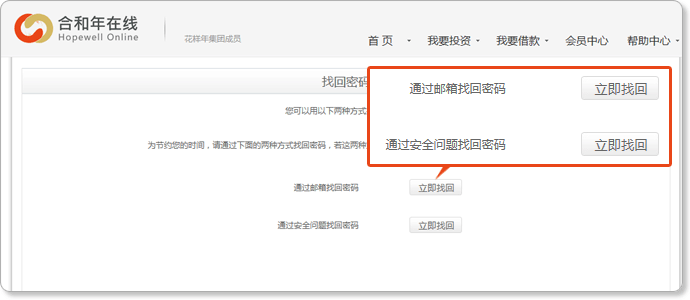 合和年在线
Hopewell Online
花样年集团成员
首 页
我要投资
我要借款
会员中心
帮助中心
找回密码
您可以用以下两种方式
为节约您的时间，请通过下面的两种方式找回密码，若这两种
通过邮箱找回密码 立即找回
通过安全问题找回密码 立即找回
通过邮箱找回密码 立即找回
通过安全问题找回密码 立即找回